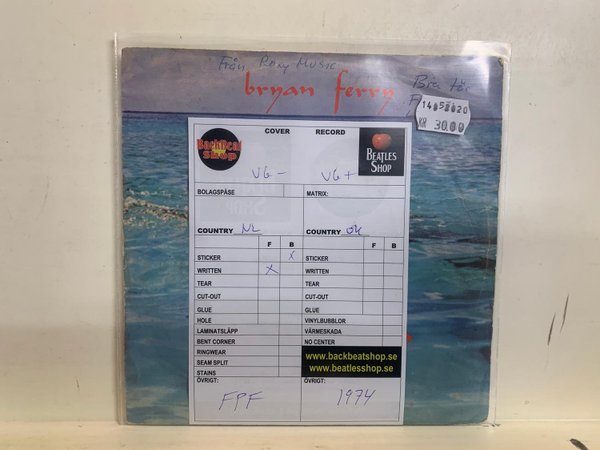 Från Roxy Music
bryan ferry
Bra låt
KR 30.00
COVER
RECORD
BackBeat Shop
VG-
VG+
BEATLES SHOP
BOLAGSPÅSE
MATRIX:
COUNTRY NL
COUNTRY UK
F B
F B
STICKER X
STICKER
WRITTEN X
WRITTEN
TEAR
TEAR
CUT-OUT
CUT-OUT
GLUE
GLUE
HOLE
VINYLBUBBLOR
LAMINATSLÄPP
VÄRMESKADA
BENT CORNER
NO CENTER
RINGWEAR
www.backbeatshop.se
SEAM SPLIT
www.beatlesshop.se
STAINS
ÖVRIGT:
ÖVRIGT:
FPF
1974